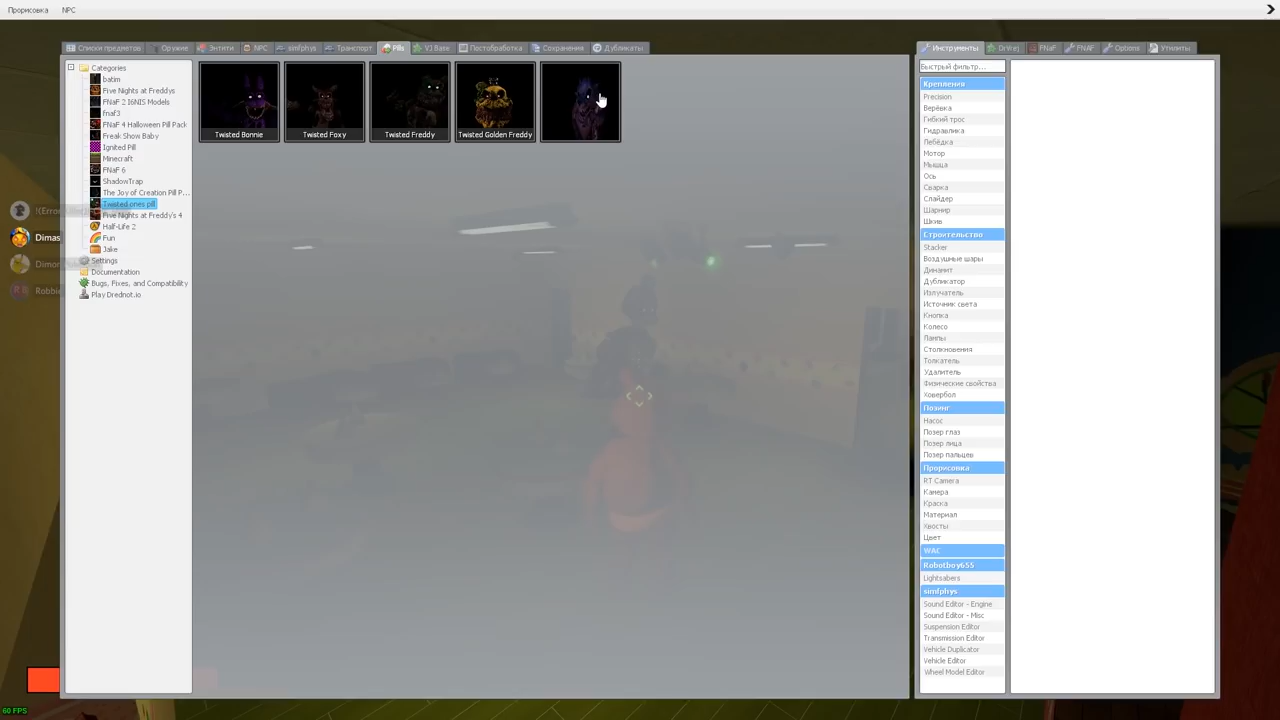 Прорисовка NPC
Списки предметов Оружие Энтити NPC simfphys Транспорт Pills VJ Base Постобработка Сохранения Дубликаты
Categories
batim
Five Nights at Freddys
FNaF 2 16NIS Models
fnaf3
FNaF 4 Halloween Pill Pack
Freak Show Baby
Ignited Pill
Minecraft
FNaF 6
ShadowTrap
The Joy of Creation Pill P...
Twisted ones pill
Five Nights at Freddy's 4
Half-Life 2
Fun
Jake
Settings
Documentation
Bugs, Fixes, and Compatibility
Play Drednot.io
Dimas
Twisted Bonnie
Twisted Foxy
Twisted Freddy
Twisted Golden Freddy
Инструменты DrVrej FNaF FNAF Options Утилиты
Быстрый фильтр...
Крепления
Precision
Верёвка
Гибкий трос
Гидравлика
Лебёдка
Мотор
Мышца
Ось
Сварка
Слайдер
Шарнир
Шкив
Строительство
Stacker
Воздушные шары
Динамит
Дубликатор
Излучатель
Источник света
Кнопка
Колесо
Лампы
Столкновения
Толкатель
Удалитель
Физические свойства
Ховербол
Позинг
Насос
Позер глаз
Позер лица
Позер пальцев
Прорисовка
RT Camera
Камера
Краска
Материал
Хвосты
Цвет
WAC
Robotboy655
Lightsabers
simfphys
Sound Editor - Engine
Sound Editor - Misc
Suspension Editor
Transmission Editor
Vehicle Duplicator
Vehicle Editor
Wheel Model Editor
60 FPS